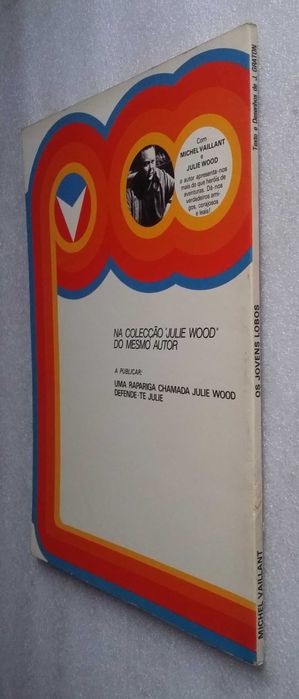 Com
MICHEL VAILLANT
e
JULIE WOOD
o autor apresenta-nos
mais do que heróis de
aventuras. Dá-nos
verdadeiros ami-
gos, corajosos
e leais!
NA COLECÇÃO "JULIE WOOD"
DO MESMO AUTOR
A PUBLICAR:
UMA RAPARIGA CHAMADA JULIE WOOD
DEFENDE-TE JULIE
MICHEL VAILLANT
OS JOVENS LOBOS
Texto e Desenhos de J. GRATON